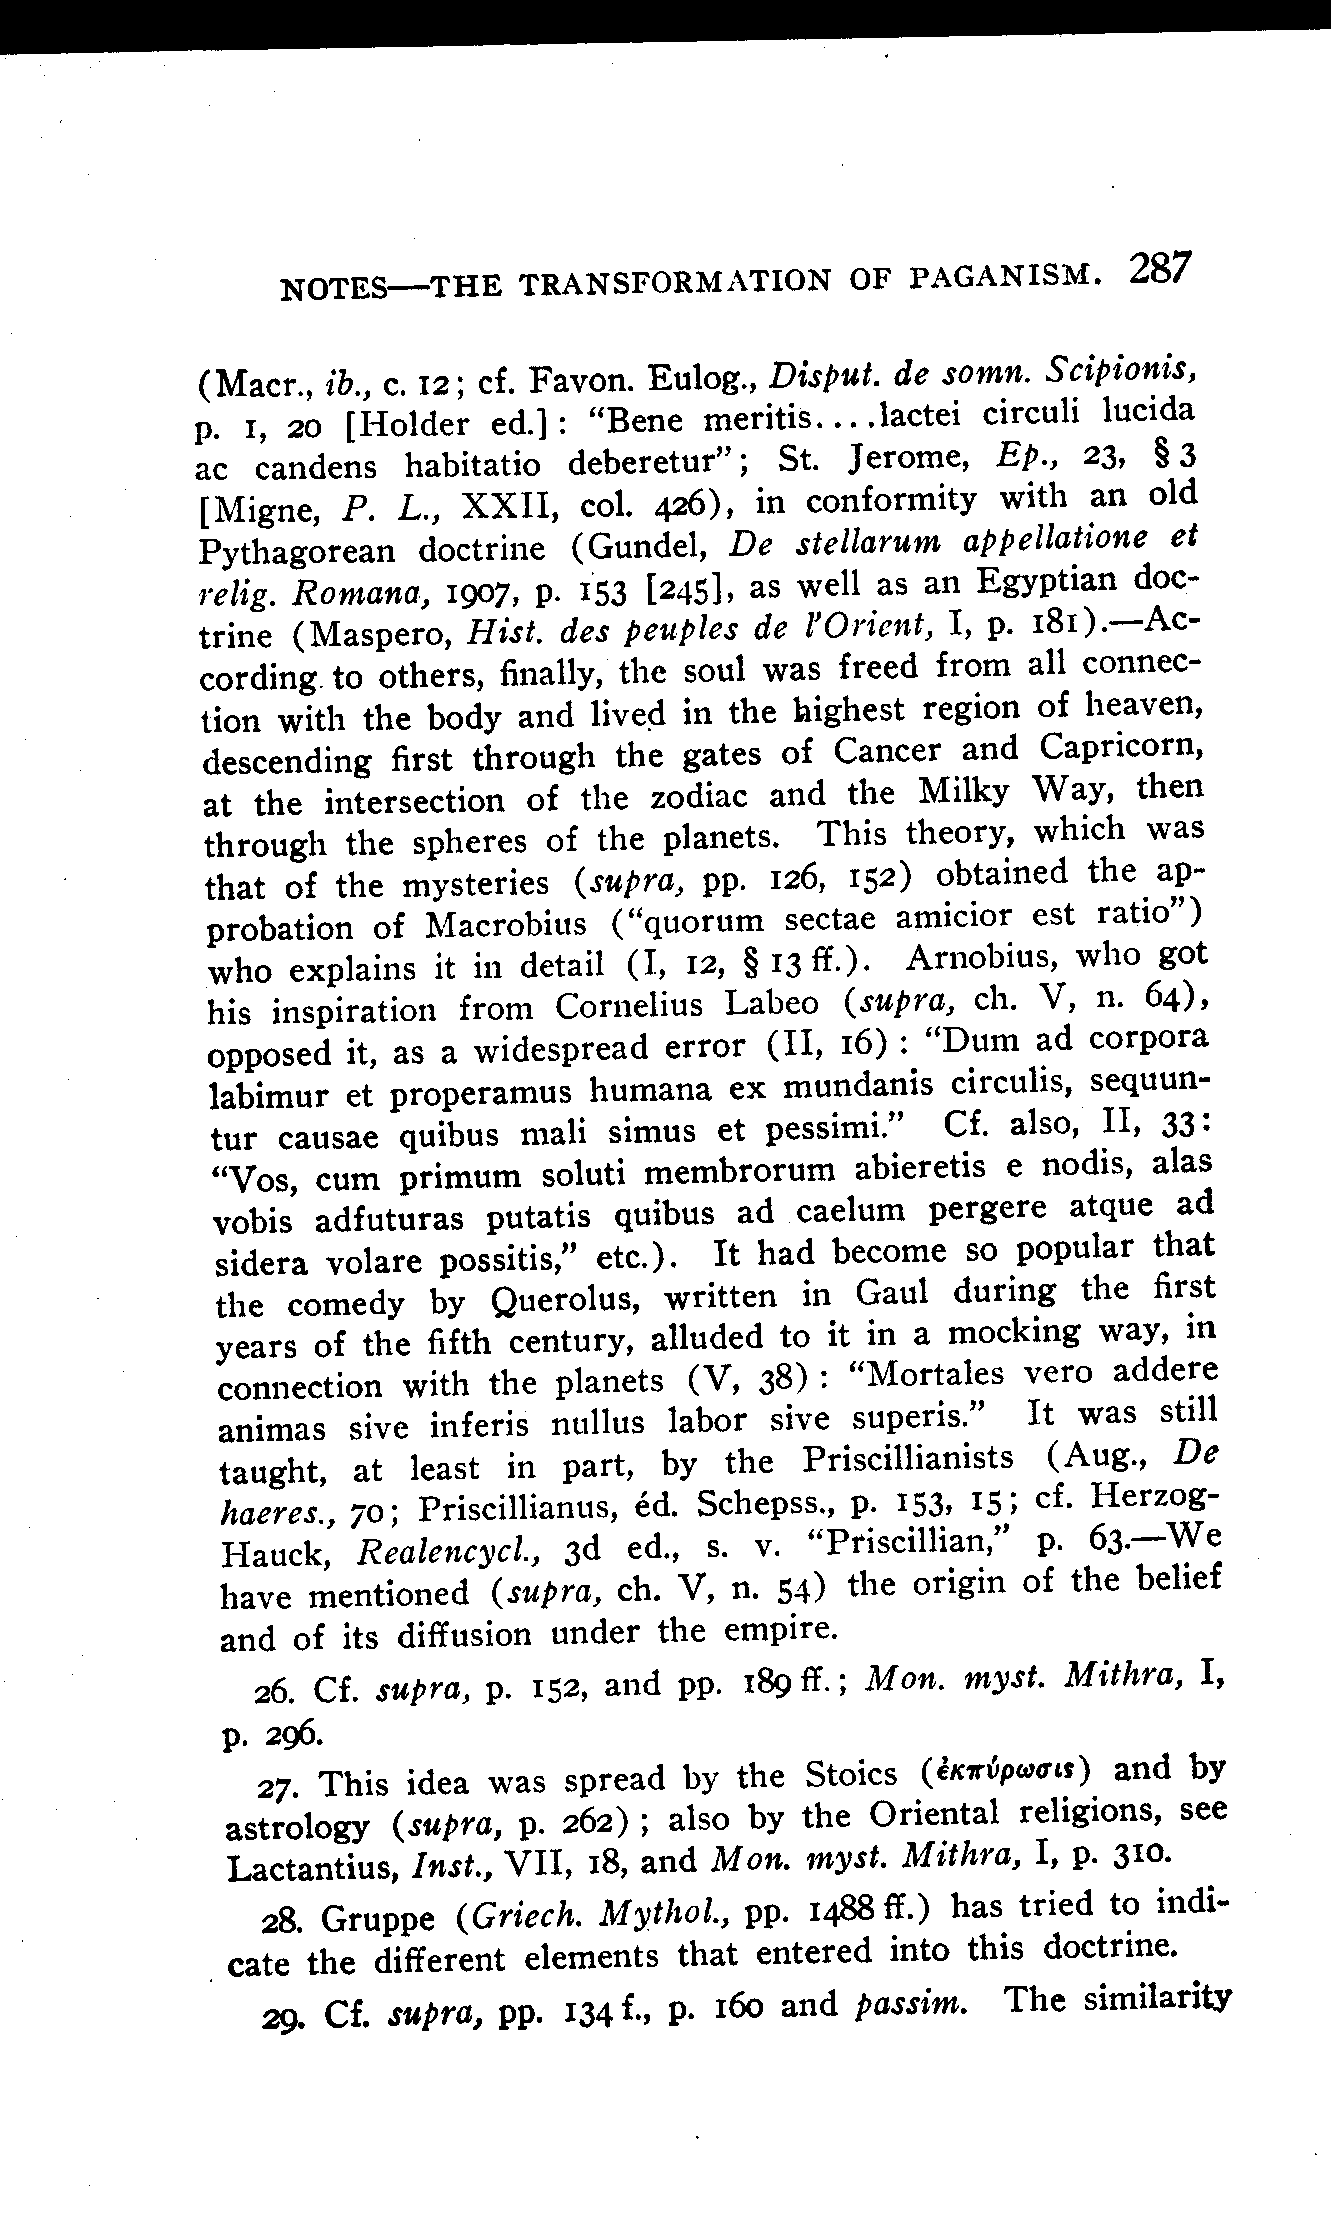 NOTES—THE TRANSFORMATION OF PAGANISM. 287
(Macr., ib., c. 12; cf. Favon. Eulog., Disput. de somn. Scipionis,
p. 1, 20 [Holder ed.]: “Bene meritis....lactei circuli lucida
ac candens habitatio deberetur”; St. Jerome, Ep., 23, § 3
[Migne, P. L., XXII, col. 426), in conformity with an old
Pythagorean doctrine (Gundel, De stellarum appellatione et
relig. Romana, 1907, p. 153 [245], as well as an Egyptian doc-
trine (Maspero, Hist. des peuples de l'Orient, I, p. 181).—Ac-
cording to others, finally, the soul was freed from all connec-
tion with the body and lived in the highest region of heaven,
descending first through the gates of Cancer and Capricorn,
at the intersection of the zodiac and the Milky Way, then
through the spheres of the planets. This theory, which was
that of the mysteries (supra, pp. 126, 152) obtained the ap-
probation of Macrobius (“quorum sectae amicior est ratio”)
who explains it in detail (I, 12, § 13 ff.). Arnobius, who got
his inspiration from Cornelius Labeo (supra, ch. V, n. 64),
opposed it, as a widespread error (II, 16) : “Dum ad corpora
labimur et properamus humana ex mundanis circulis, sequun-
tur causae quibus mali simus et pessimi.” Cf. also, II, 33:
“Vos, cum primum soluti membrorum abieretis e nodis, alas
vobis adfuturas putatis quibus ad caelum pergere atque ad
sidera volare possitis,” etc.). It had become so popular that
the comedy by Querolus, written in Gaul during the first
years of the fifth century, alluded to it in a mocking way, in
connection with the planets (V, 38) : “Mortales vero addere
animas sive inferis nullus labor sive superis.” It was still
taught, at least in part, by the Priscillianists (Aug., De
haeres., 70; Priscillianus, éd. Schepss., p. 153, 15; cf. Herzog-
Hauck, Realencycl., 3d ed., s. v. “Priscillian,” p. 63.—We
have mentioned (supra, ch. V, n. 54) the origin of the belief
and of its diffusion under the empire.
26. Cf. supra, p. 152, and pp. 189 ff.; Mon. myst. Mithra, I,
p. 296.
27. This idea was spread by the Stoics (ἐκπύρωσις) and by
astrology (supra, p. 262) ; also by the Oriental religions, see
Lactantius, Inst., VII, 18, and Mon. myst. Mithra, I, p. 310.
28. Gruppe (Griech. Mythol., pp. 1488 ff.) has tried to indi-
cate the different elements that entered into this doctrine.
29. Cf. supra, pp. 134 f., p. 160 and passim. The similarity